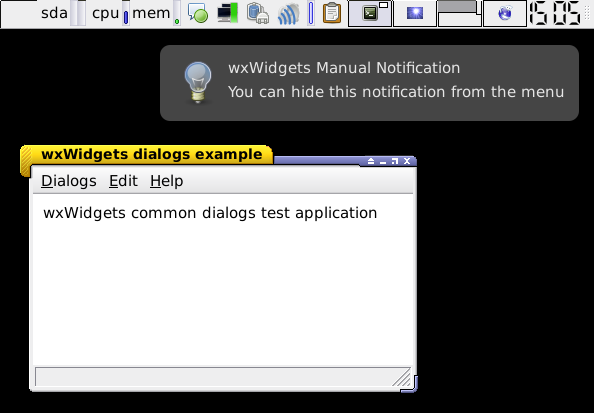 sda cpu mem 15 05
wxWidgets Manual Notification
You can hide this notification from the menu
wxWidgets dialogs example
Dialogs Edit Help
wxWidgets common dialogs test application